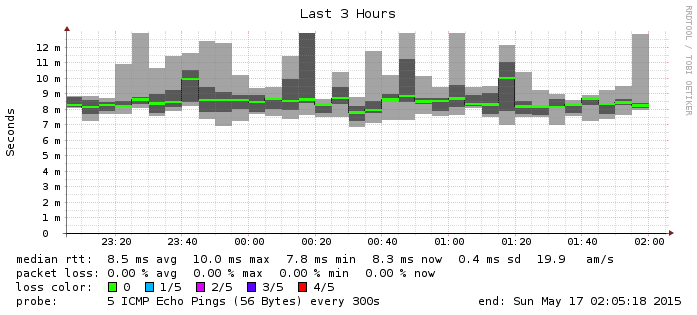 Last 3 Hours
RRDTOOL / TOBI OETIKER
Seconds
12 m
11 m
10 m
9 m
8 m
7 m
6 m
5 m
4 m
3 m
2 m
1 m
0
23:20 23:40 00:00 00:20 00:40 01:00 01:20 01:40 02:00
median rtt: 8.5 ms avg 10.0 ms max 7.8 ms min 8.3 ms now 0.4 ms sd 19.9 am/s
packet loss: 0.00 % avg 0.00 % max 0.00 % min 0.00 % now
loss color: 0 1/5 2/5 3/5 4/5
probe: 5 ICMP Echo Pings (56 Bytes) every 300s end: Sun May 17 02:05:18 2015